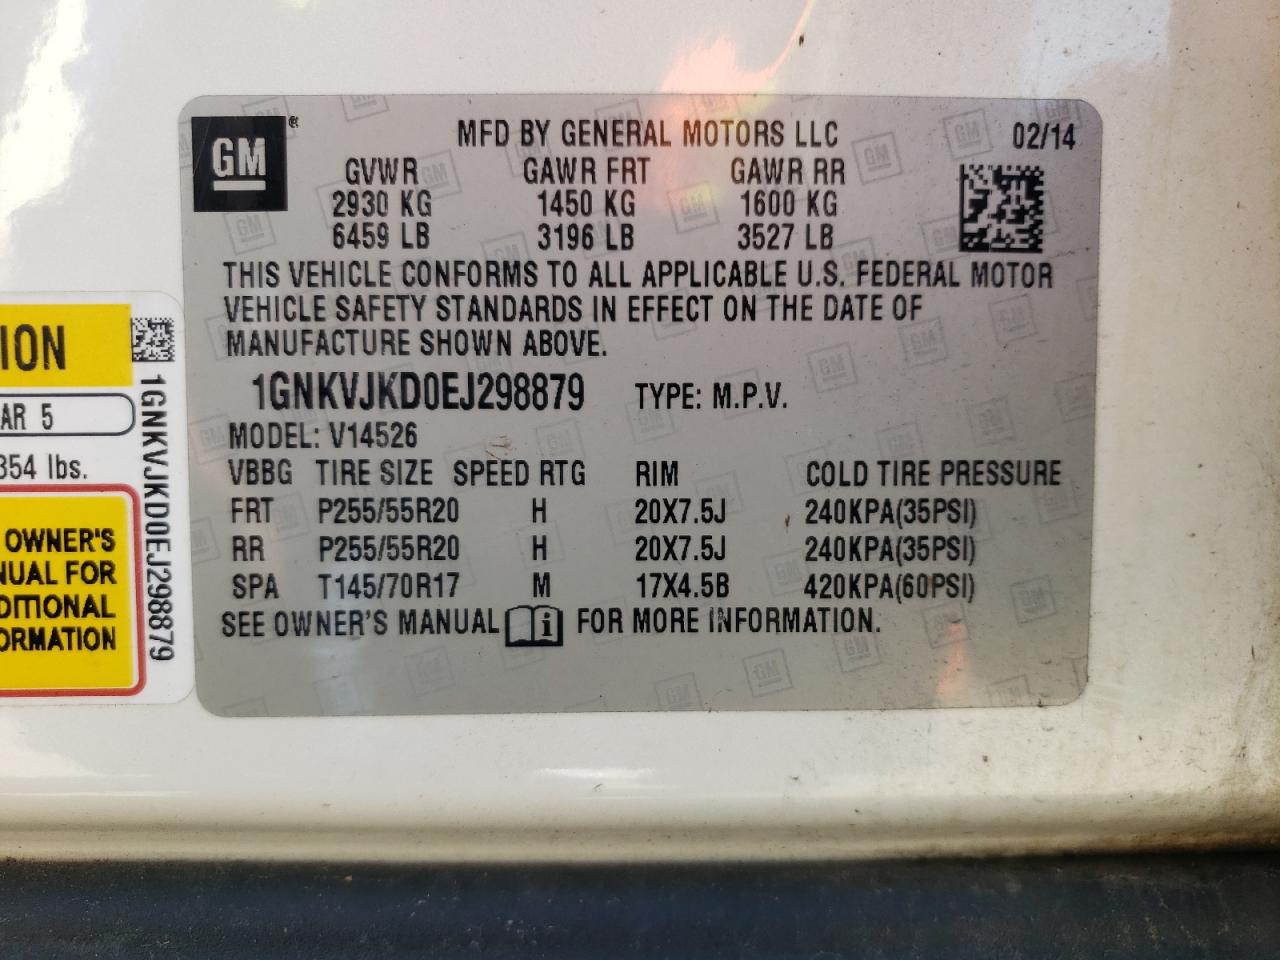 GM®
MFD BY GENERAL MOTORS LLC 02/14
GVWR GAWR FRT GAWR RR
2930 KG 1450 KG 1600 KG
6459 LB 3196 LB 3527 LB
THIS VEHICLE CONFORMS TO ALL APPLICABLE U.S. FEDERAL MOTOR
VEHICLE SAFETY STANDARDS IN EFFECT ON THE DATE OF
MANUFACTURE SHOWN ABOVE.
1GNKVJKD0EJ298879 TYPE: M.P.V.
MODEL: V14526
VBBG TIRE SIZE SPEED RTG RIM COLD TIRE PRESSURE
FRT P255/55R20 H 20X7.5J 240KPA(35PSI)
RR P255/55R20 H 20X7.5J 240KPA(35PSI)
SPA T145/70R17 M 17X4.5B 420KPA(60PSI)
SEE OWNER'S MANUAL i FOR MORE INFORMATION.
ION
AR 5
354 lbs.
OWNER'S
NUAL FOR
DITIONAL
ORMATION
1GNKVJKD0EJ298879